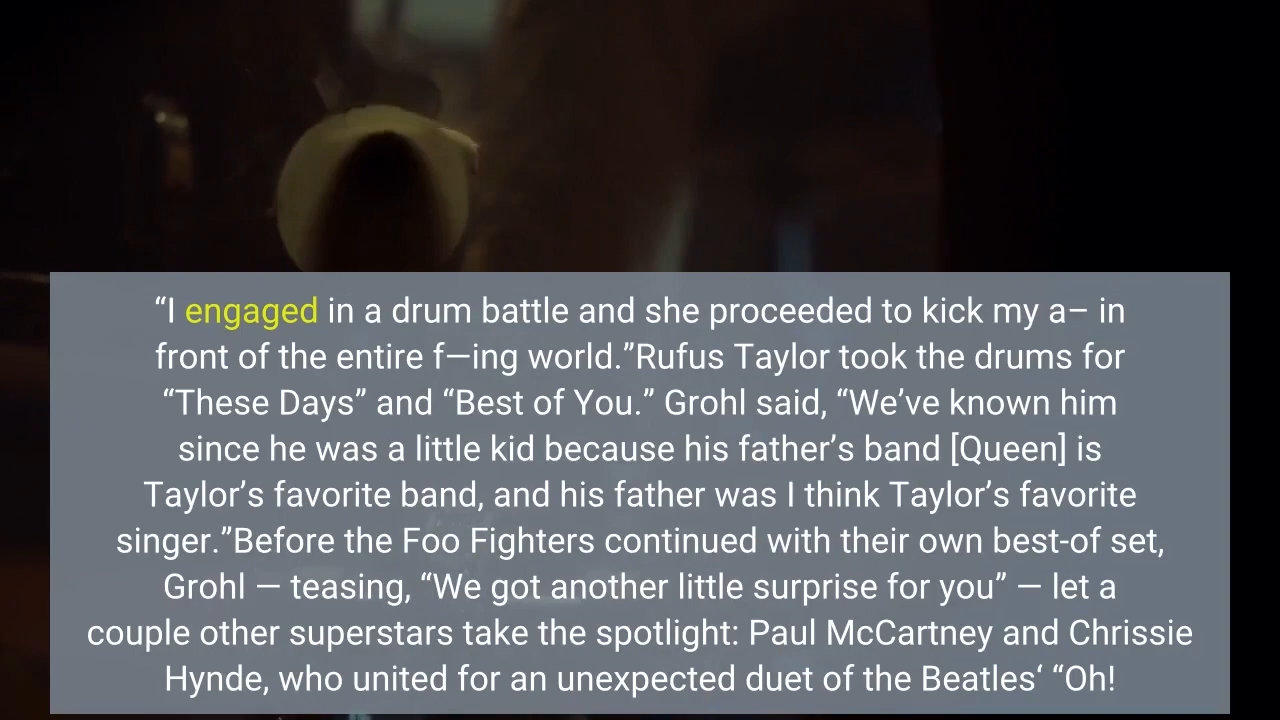 “I engaged in a drum battle and she proceeded to kick my a– in
front of the entire f—ing world.”Rufus Taylor took the drums for
“These Days” and “Best of You.” Grohl said, “We’ve known him
since he was a little kid because his father’s band [Queen] is
Taylor’s favorite band, and his father was I think Taylor’s favorite
singer.”Before the Foo Fighters continued with their own best-of set,
Grohl — teasing, “We got another little surprise for you” — let a
couple other superstars take the spotlight: Paul McCartney and Chrissie
Hynde, who united for an unexpected duet of the Beatles‘ “Oh!